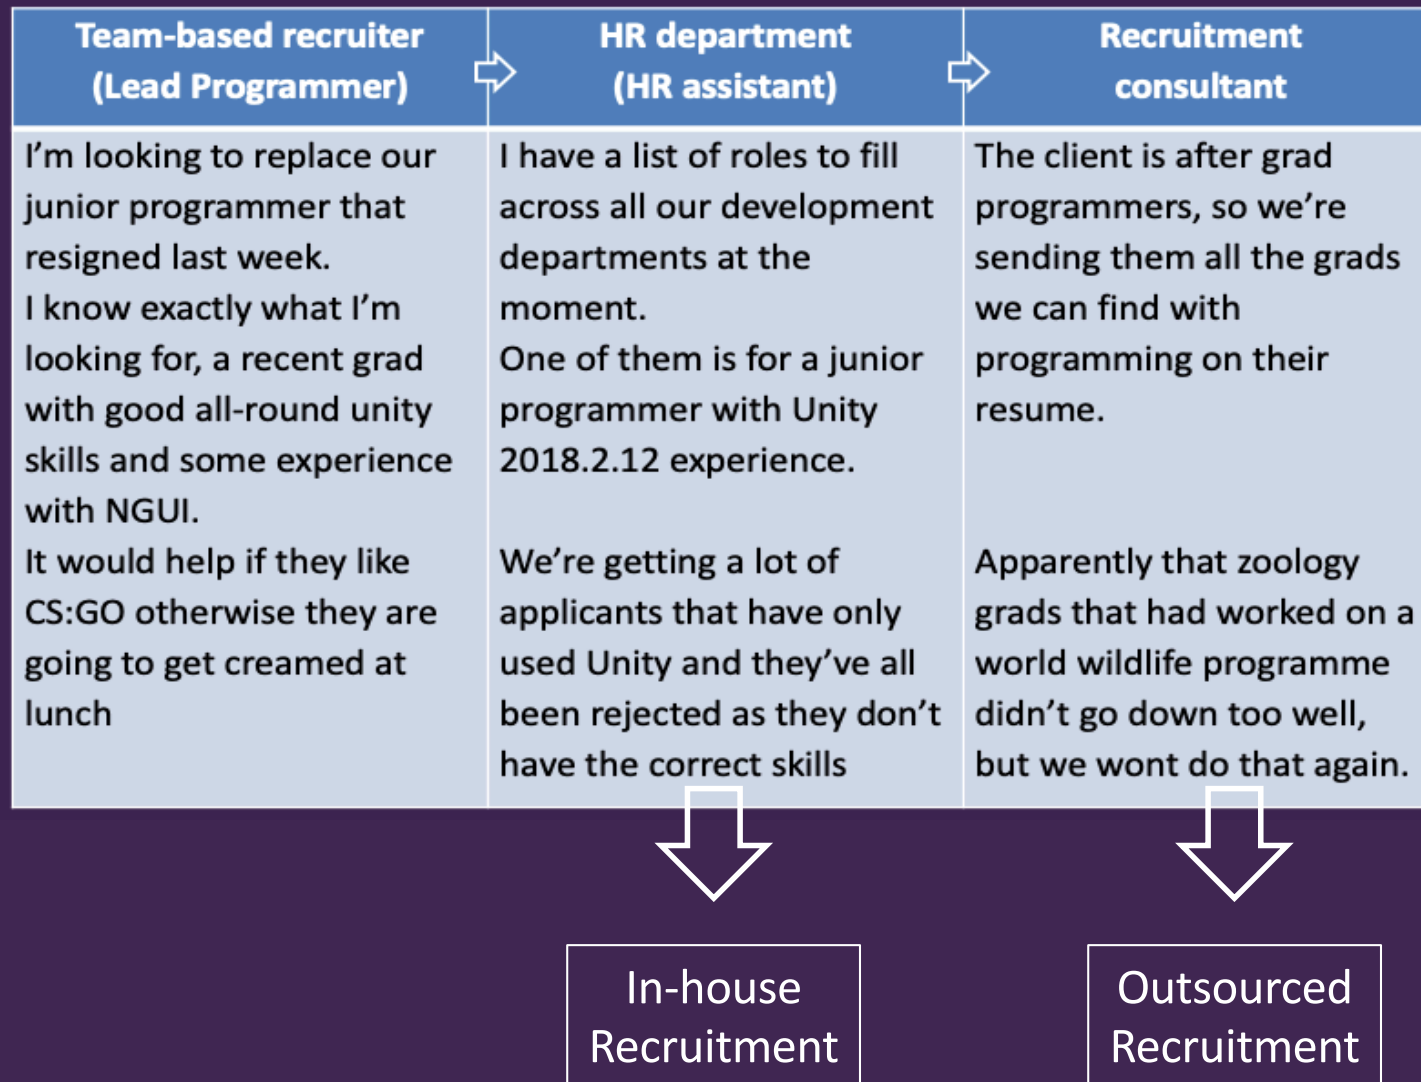 Team-based recruiter
(Lead Programmer)
HR department
(HR assistant)
Recruitment
consultant
I'm looking to replace our
junior programmer that
resigned last week.
I know exactly what I'm
looking for, a recent grad
with good all-round unity
skills and some experience
with NGUI.
It would help if they like
CS:GO otherwise they are
going to get creamed at
lunch
I have a list of roles to fill
across all our development
departments at the
moment.
One of them is for a junior
programmer with Unity
2018.2.12 experience.
We're getting a lot of
applicants that have only
used Unity and they've all
been rejected as they don't
have the correct skills
The client is after grad
programmers, so we're
sending them all the grads
we can find with
programming on their
resume.
Apparently that zoology
grads that had worked on a
world wildlife programme
didn't go down too well,
but we wont do that again.
In-house
Recruitment
Outsourced
Recruitment